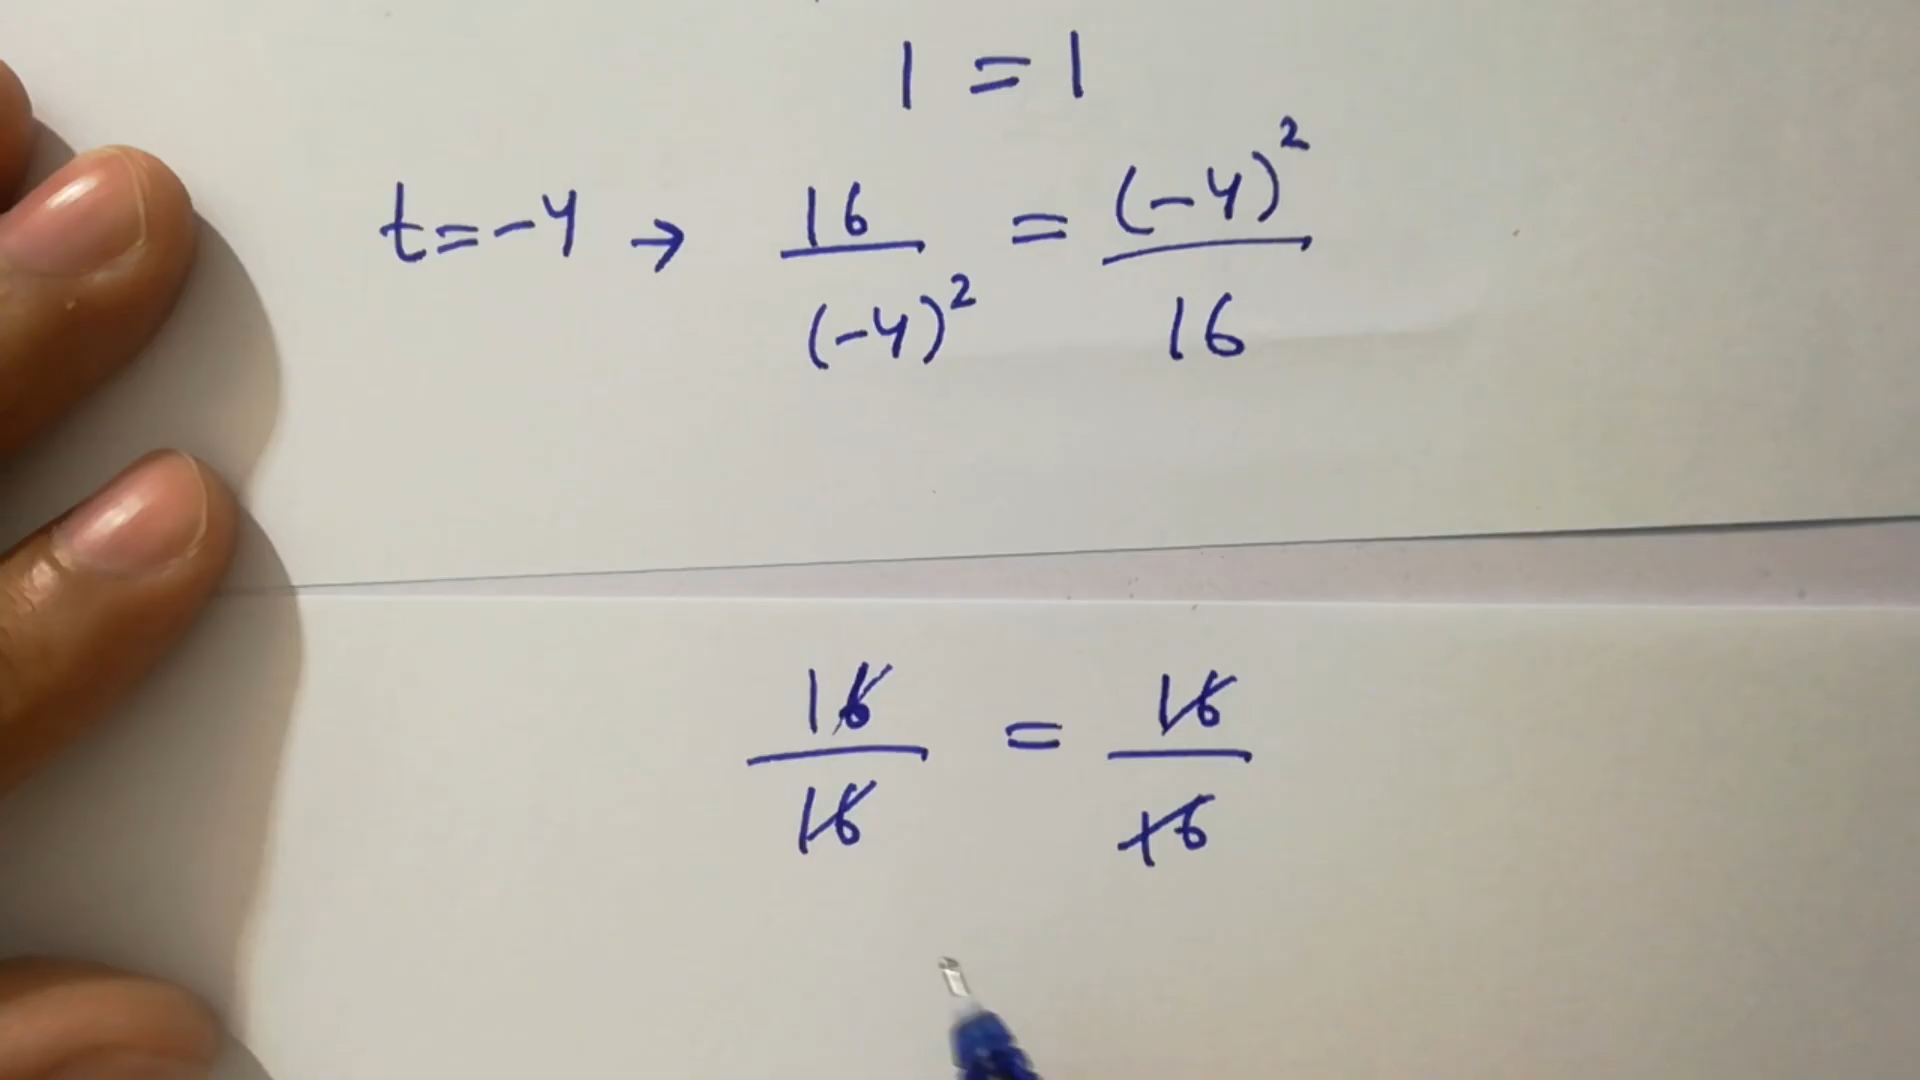 1 = 1
t = -4 → 16/(-4)² = (-4)²/16
16/16 = 16/16